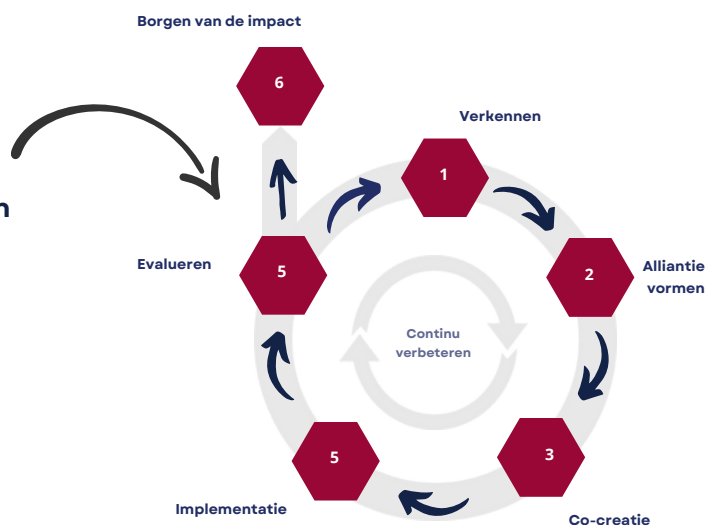 Borgen van de impact
6
Verkennen
1
n
Evalueren
5
2
Alliantie
vormen
Continu
verbeteren
5
3
Implementatie
Co-creatie